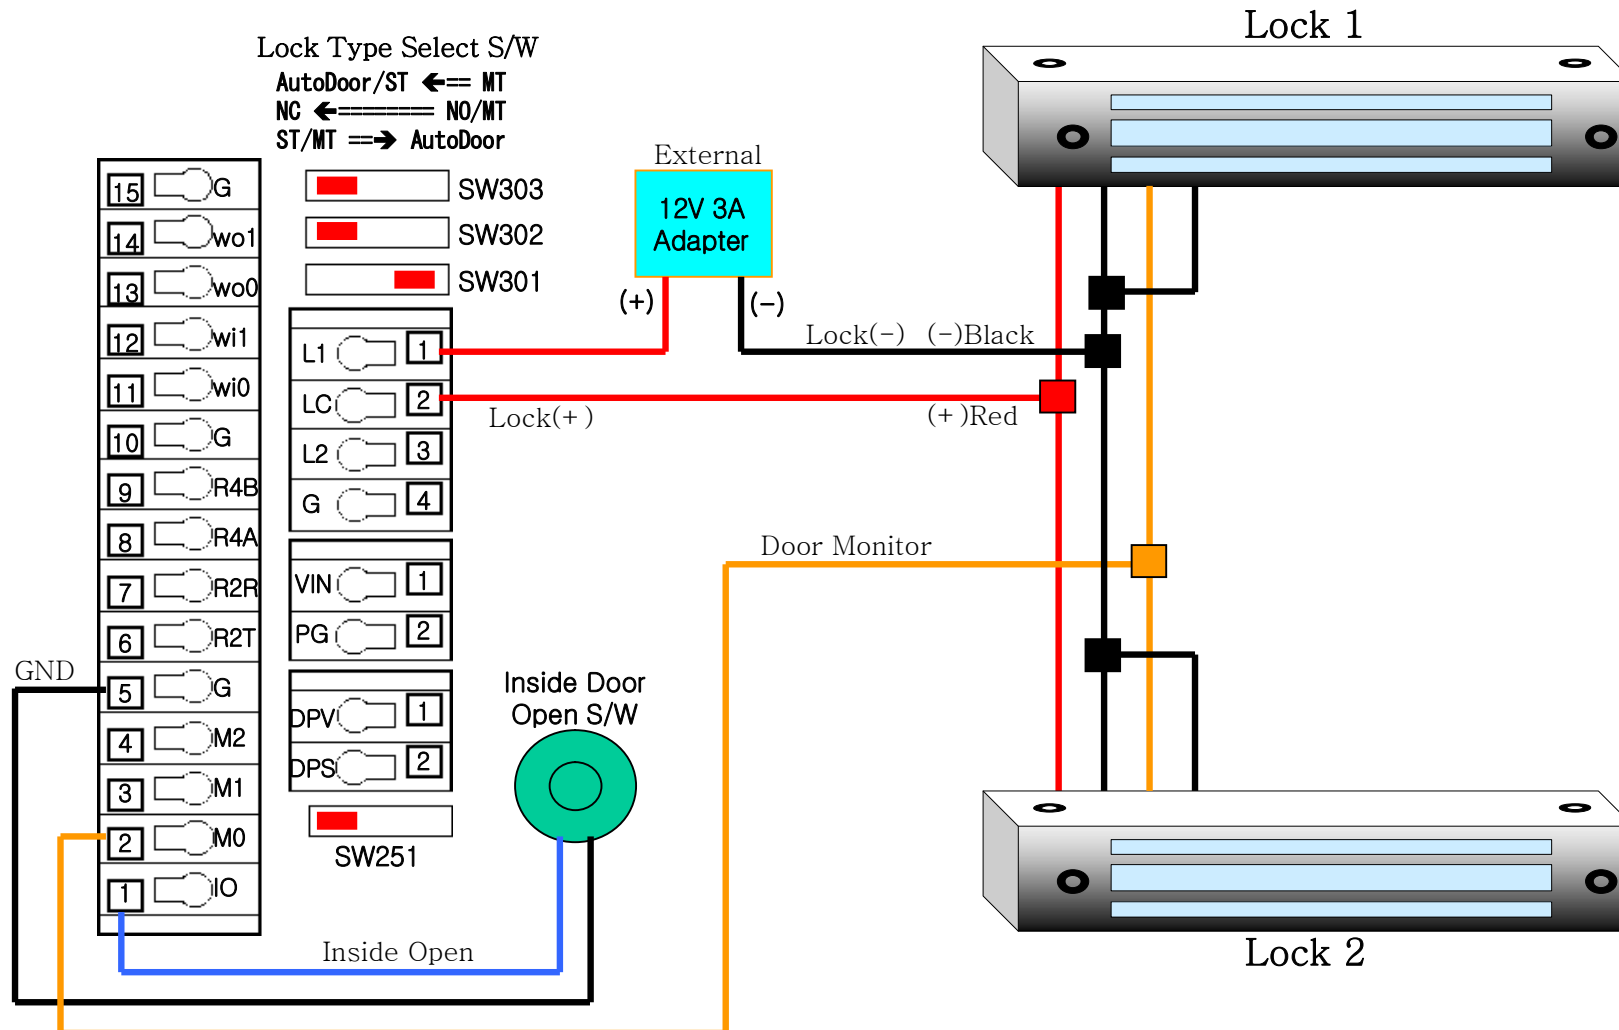 Lock 1
Lock Type Select S/W
AutoDoor/ST ⬅== MT
NC ⬅======== NO/MT
ST/MT ==➔ AutoDoor
External
12V 3A
Adapter
(+)
(-)
SW303
SW302
SW301
15 G
14 wo1
13 wo0
12 wi1
11 wi0
10 G
9 R4B
8 R4A
7 R2R
6 R2T
5 G
4 M2
3 M1
2 M0
1 IO
L1 1
LC 2
L2 3
G 4
VIN 1
PG 2
DPV 1
DPS 2
SW251
Lock(-) (-)Black
Lock(+) (+)Red
Door Monitor
GND
Inside Door
Open S/W
Inside Open
Lock 2